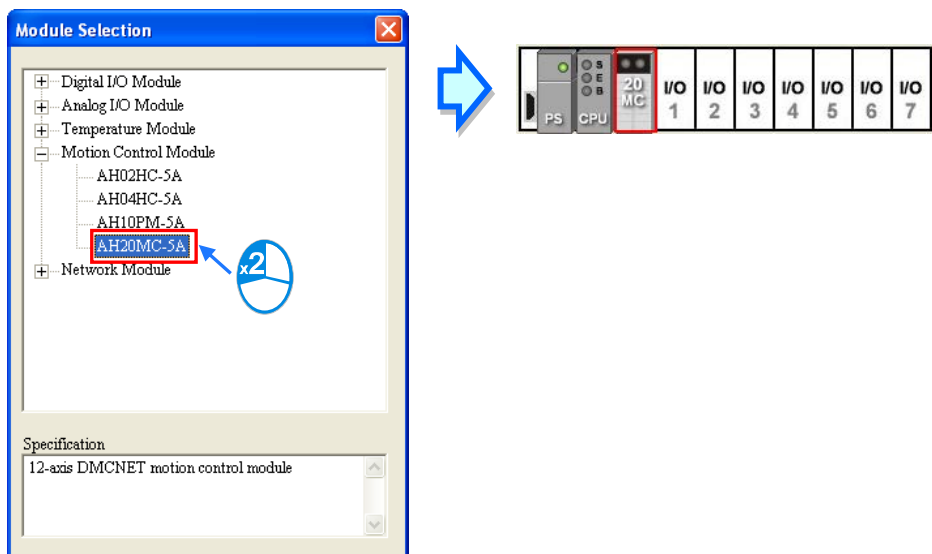 Module Selection
Digital I/O Module
Analog I/O Module
Temperature Module
Motion Control Module
AH02HC-5A
AH04HC-5A
AH10PM-5A
AH20MC-5A
Network Module
x2
Specification
12-axis DMCNET motion control module
PS
CPU
S
E
B
20
MC
I/O I/O I/O I/O I/O I/O I/O
1 2 3 4 5 6 7